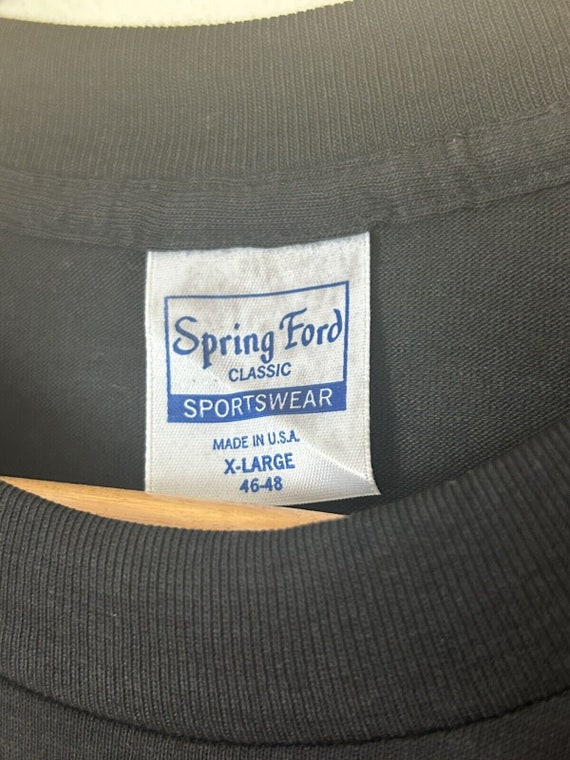 Spring Ford
CLASSIC
SPORTSWEAR
MADE IN U.S.A.
X-LARGE
46-48